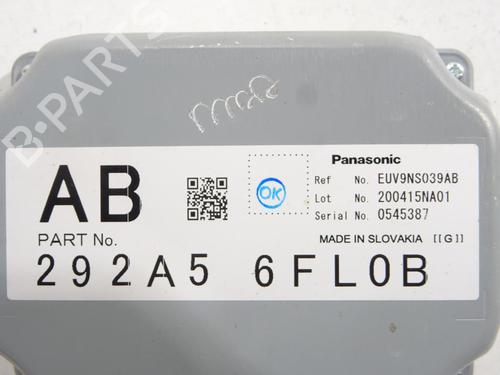 B-PARTS
AB
OK
Panasonic
Ref No. EUV9NS039AB
Lot No. 200415NA01
Serial No. 0545387
PART No.
MADE IN SLOVAKIA [[G]]
292A5 6FL0B